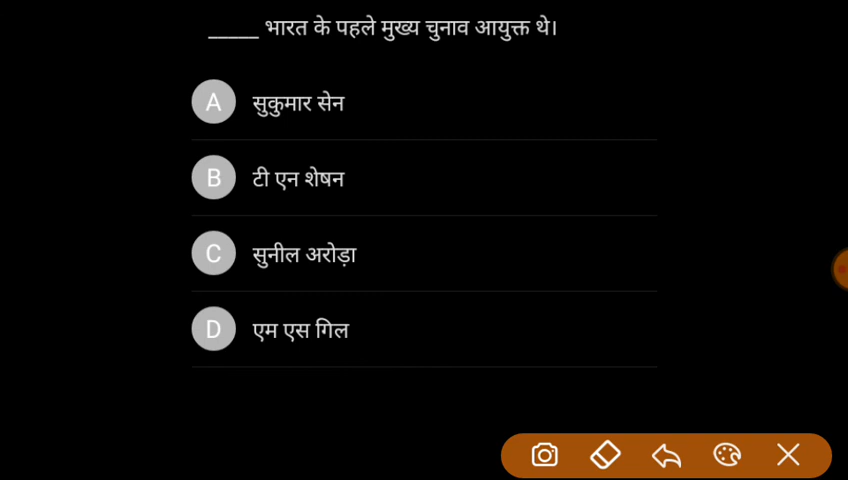 _____ भारत के पहले मुख्य चुनाव आयुक्त थे।
A सुकुमार सेन
B टी एन शेषन
C सुनील अरोड़ा
D एम एस गिल